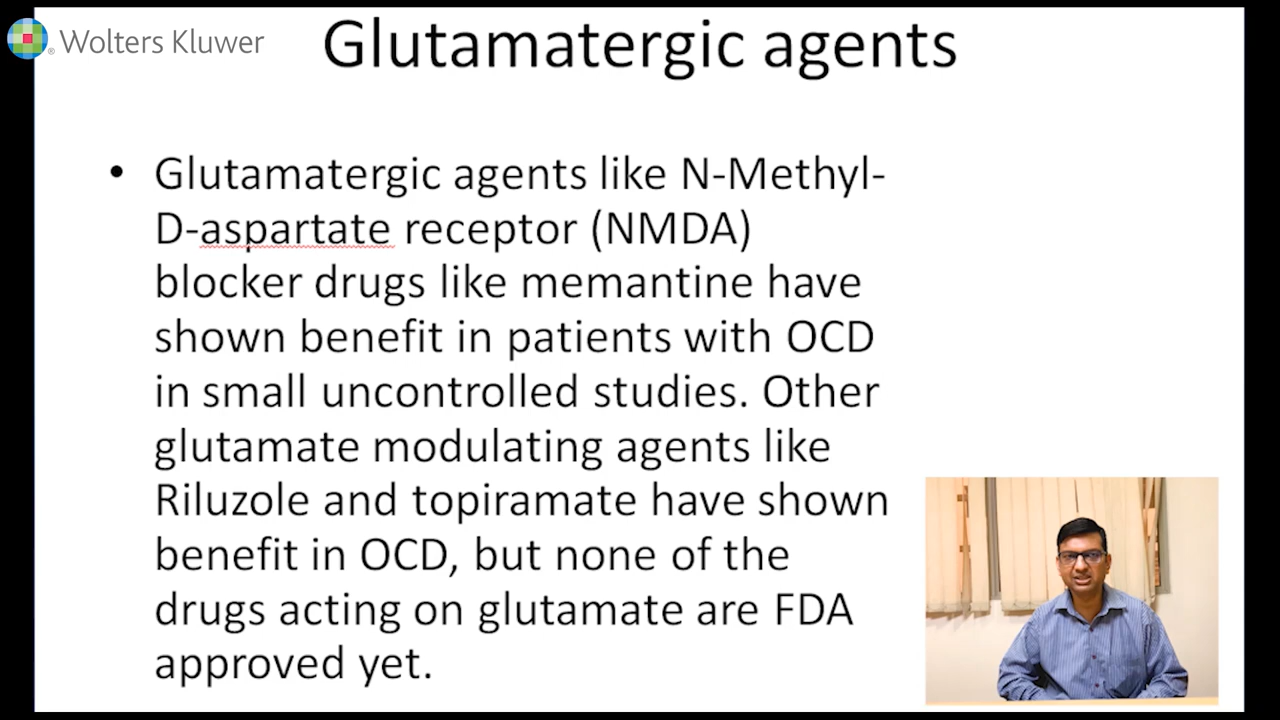 Wolters Kluwer
Glutamatergic agents
• Glutamatergic agents like N-Methyl-
D-aspartate receptor (NMDA)
blocker drugs like memantine have
shown benefit in patients with OCD
in small uncontrolled studies. Other
glutamate modulating agents like
Riluzole and topiramate have shown
benefit in OCD, but none of the
drugs acting on glutamate are FDA
approved yet.